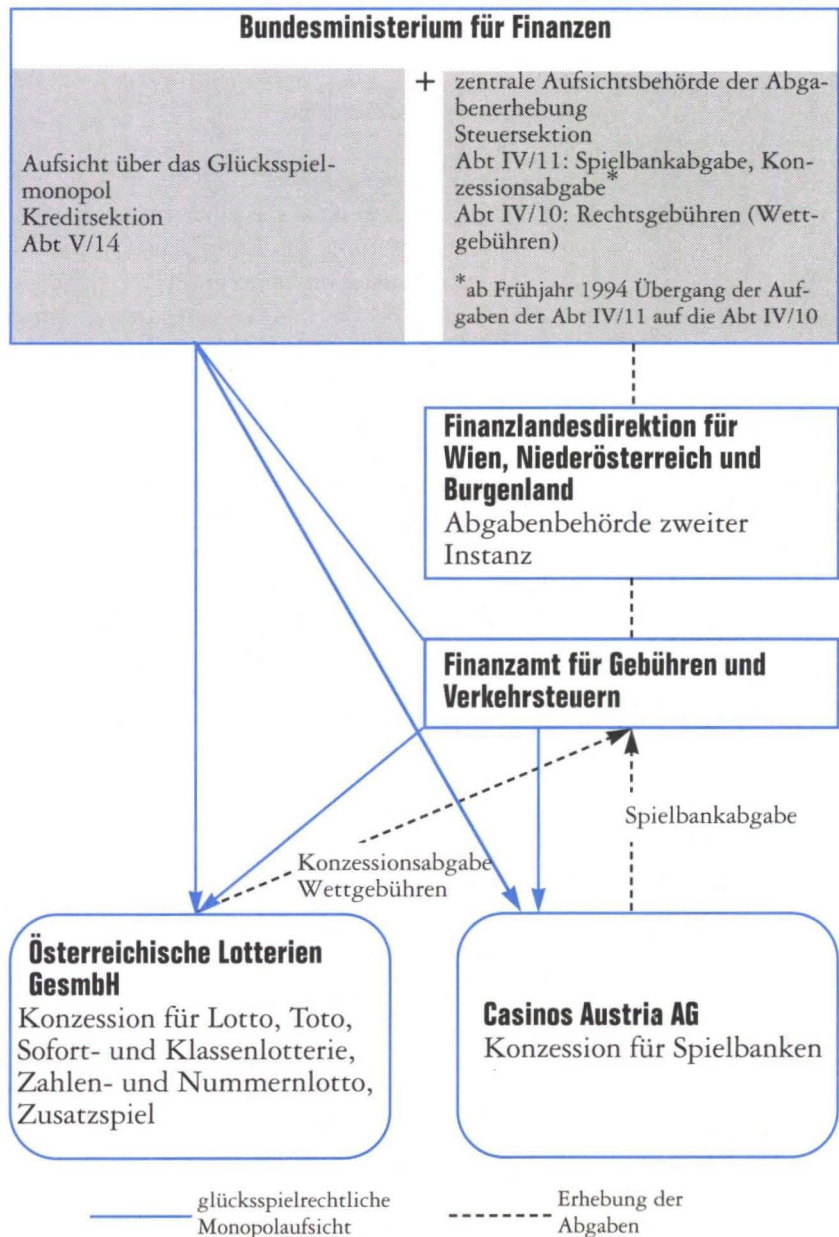 Bundesministerium für Finanzen
Aufsicht über das Glücksspiel-
monopol
Kreditsektion
Abt V/14
+
zentrale Aufsichtsbehörde der Abga-
benerhebung
Steuersektion
Abt IV/11: Spielbankabgabe, Kon-
zessionsabgabe*
Abt IV/10: Rechtsgebühren (Wett-
gebühren)
*ab Frühjahr 1994 Übergang der Auf-
gaben der Abt IV/11 auf die Abt IV/10
Finanzlandesdirektion für
Wien, Niederösterreich und
Burgenland
Abgabenbehörde zweiter
Instanz
Finanzamt für Gebühren und
Verkehrsteuern
Spielbankabgabe
Konzessionsabgabe
Wettgebühren
Österreichische Lotterien
GesmbH
Konzession für Lotto, Toto,
Sofort- und Klassenlotterie,
Zahlen- und Nummernlotto,
Zusatzspiel
Casinos Austria AG
Konzession für Spielbanken
glücksspielrechtliche
Monopolaufsicht
Erhebung der
Abgaben